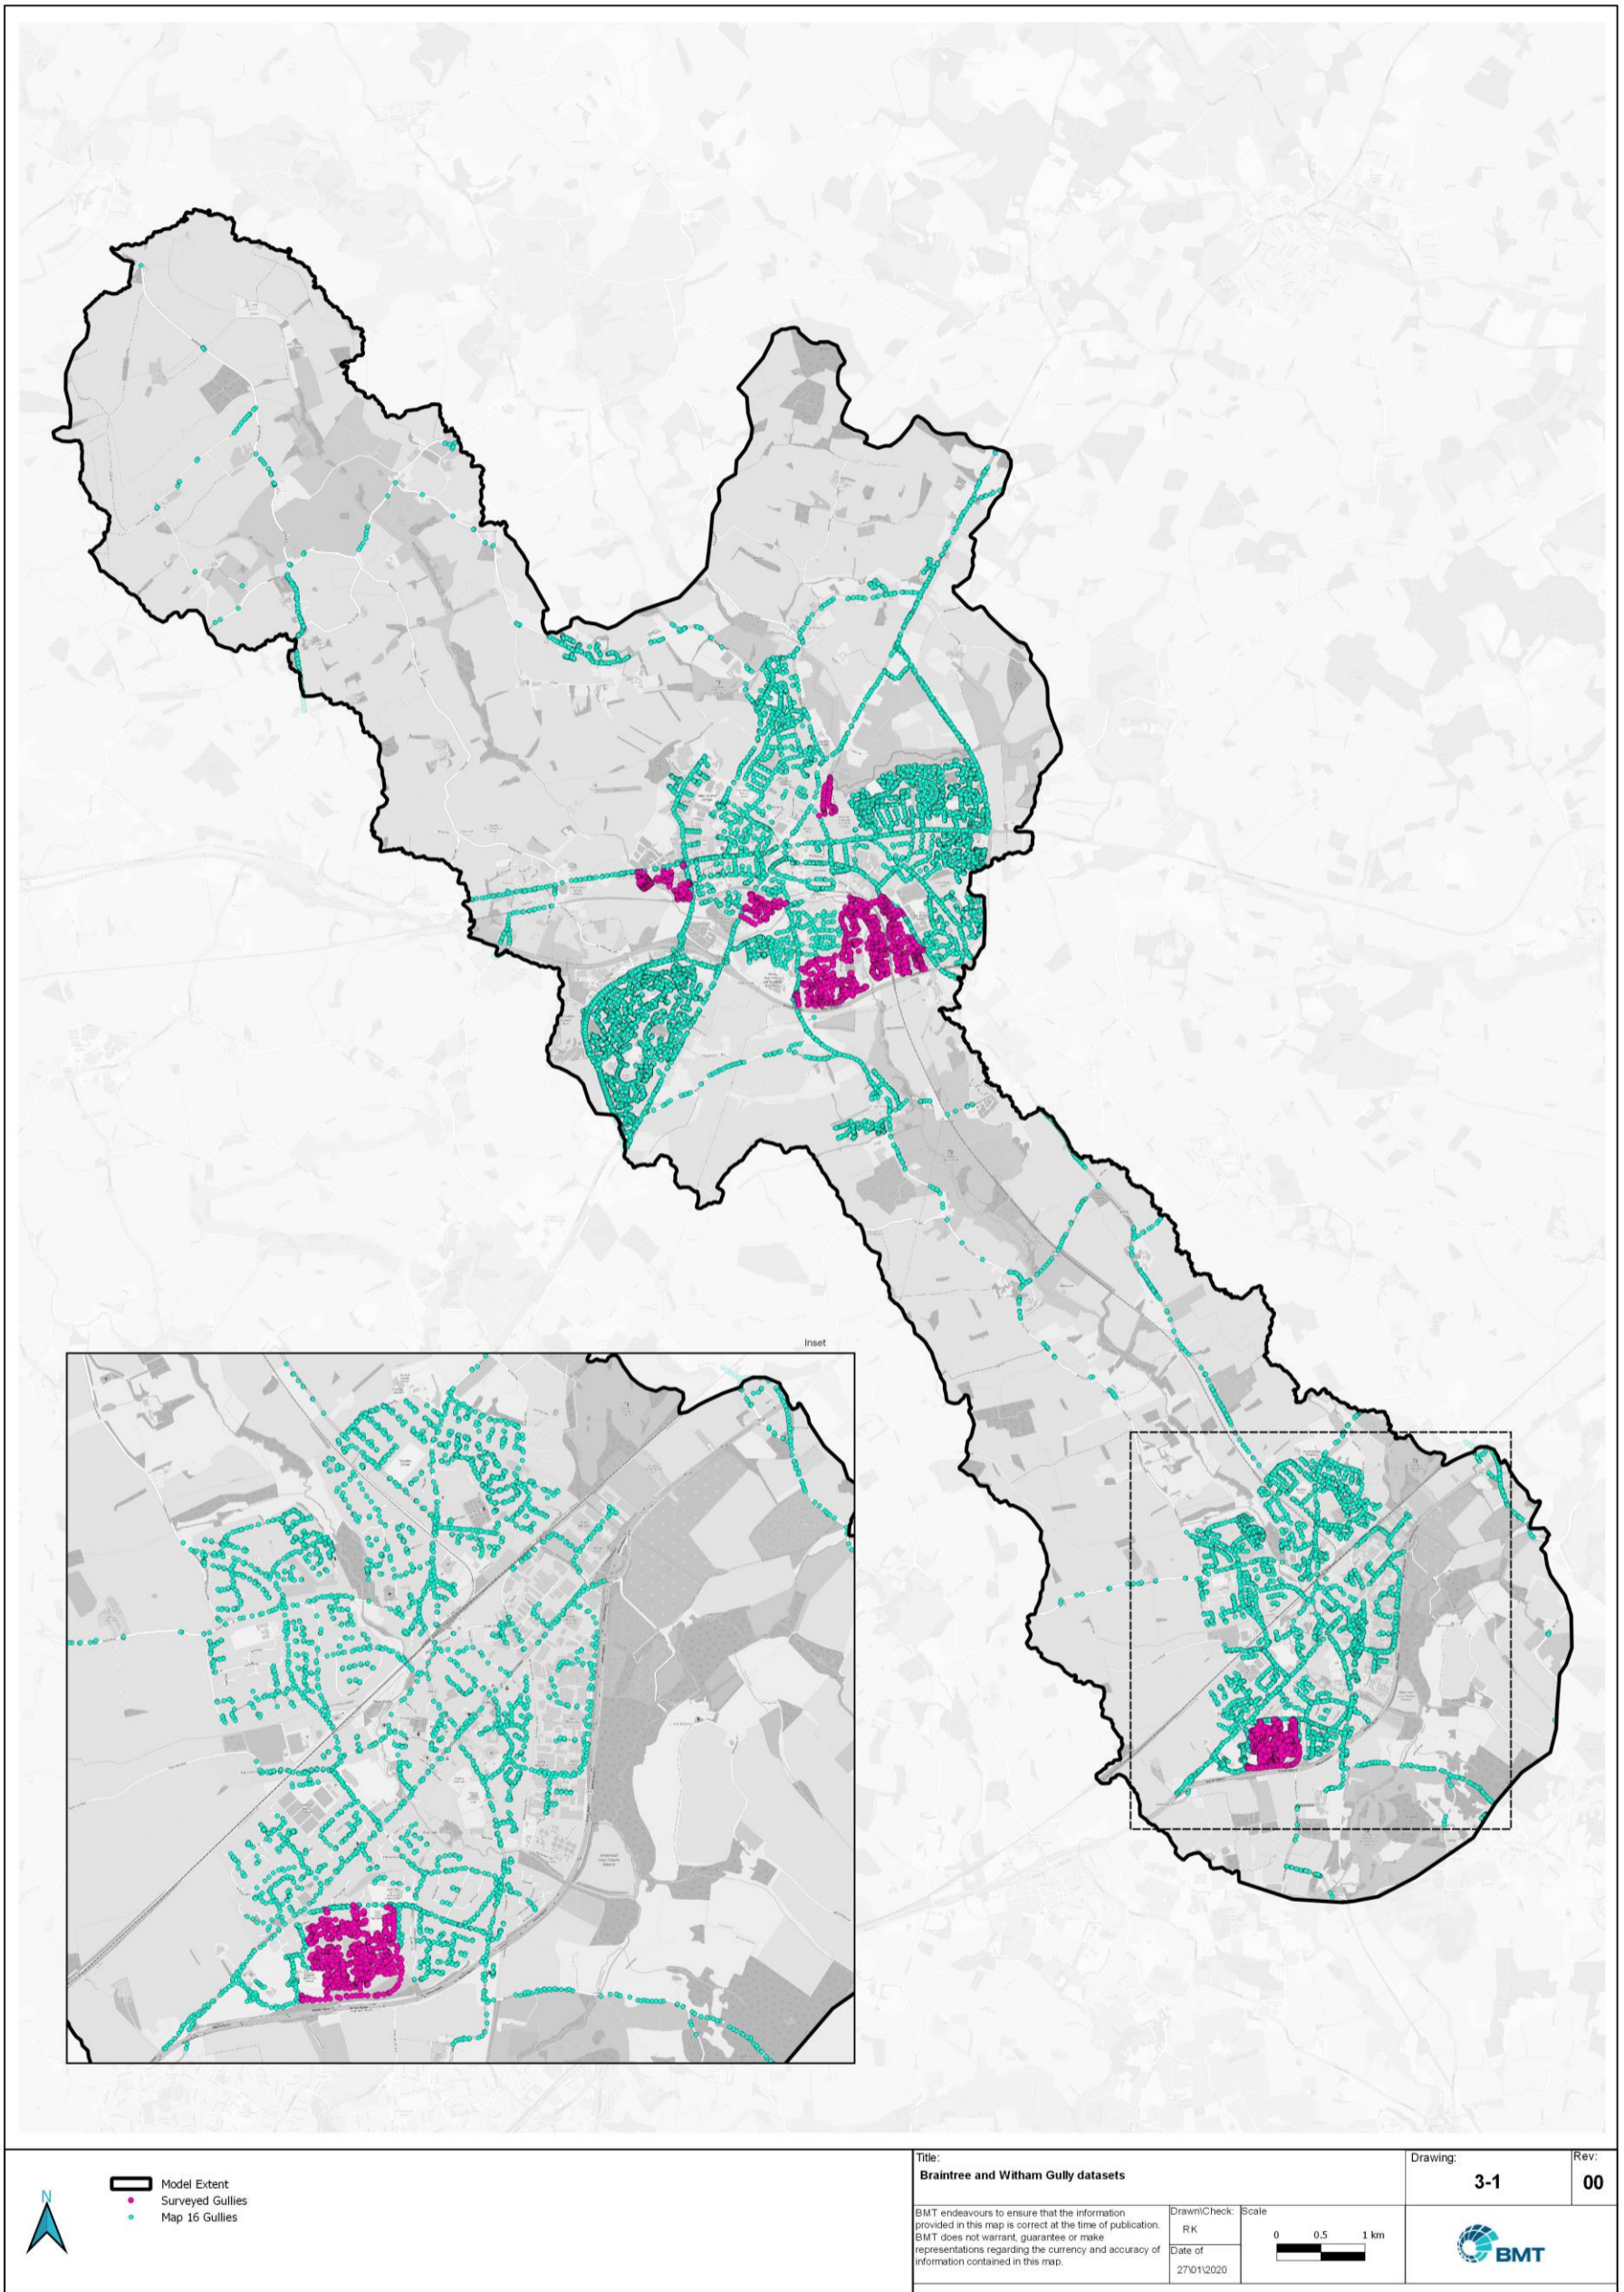 Inset
N
Model Extent
Surveyed Gullies
Map 16 Gullies
Title:
Braintree and Witham Gully datasets
Drawing:
3-1
Rev:
00
BMT endeavours to ensure that the information
provided in this map is correct at the time of publication.
BMT does not warrant, guarantee or make
representations regarding the currency and accuracy of
information contained in this map.
Drawn\Check:
RK
Date of
27\01\2020
Scale
0 0.5 1 km
BMT